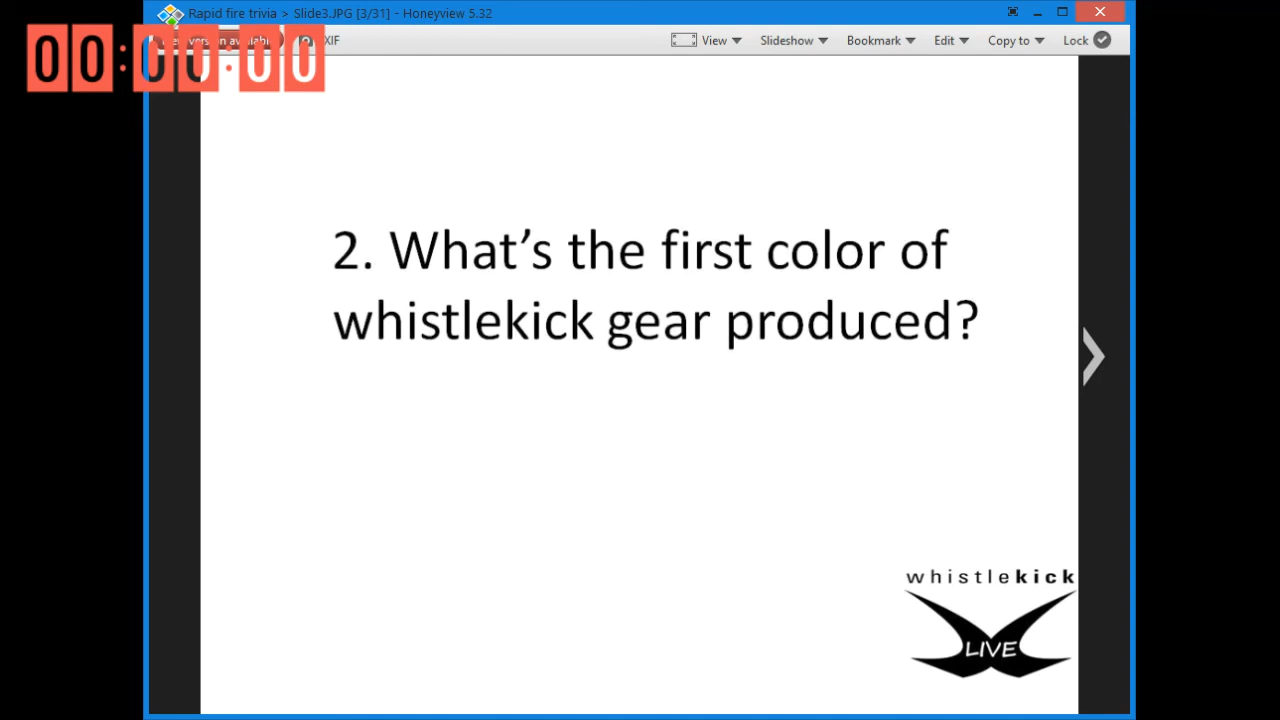 Rapid fire trivia > Slide3.JPG [3/31] - Honeyview 5.32
00:00:00
EXIF
View
Slideshow
Bookmark
Edit
Copy to
Lock
2. What's the first color of
whistlekick gear produced?
whistlekick
LIVE